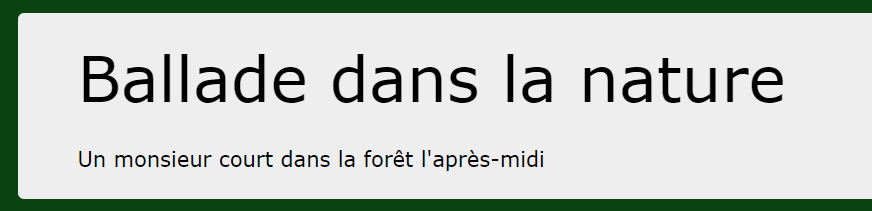 Ballade dans la nature
Un monsieur court dans la forêt l'après-midi